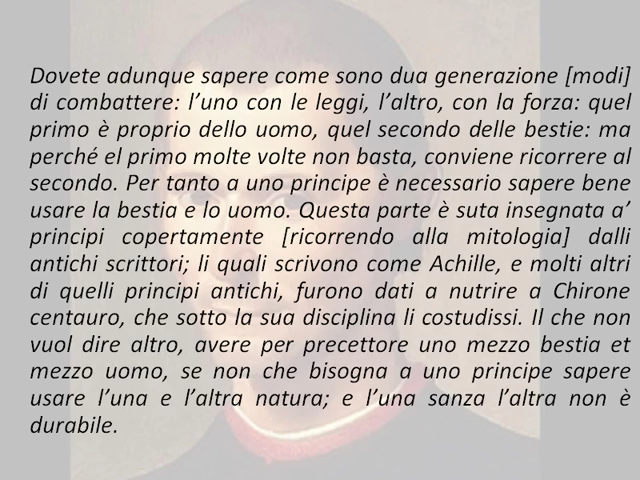 Dovete adunque sapere come sono dua generazione [modi]
di combattere: l’uno con le leggi, l’altro, con la forza: quel
primo è proprio dello uomo, quel secondo delle bestie: ma
perché el primo molte volte non basta, conviene ricorrere al
secondo. Per tanto a uno principe è necessario sapere bene
usare la bestia e lo uomo. Questa parte è suta insegnata a’
principi copertamente [ricorrendo alla mitologia] dalli
antichi scrittori; li quali scrivono come Achille, e molti altri
di quelli principi antichi, furono dati a nutrire a Chirone
centauro, che sotto la sua disciplina li costudissi. Il che non
vuol dire altro, avere per precettore uno mezzo bestia et
mezzo uomo, se non che bisogna a uno principe sapere
usare l’una e l’altra natura; e l’una sanza l’altra non è
durabile.